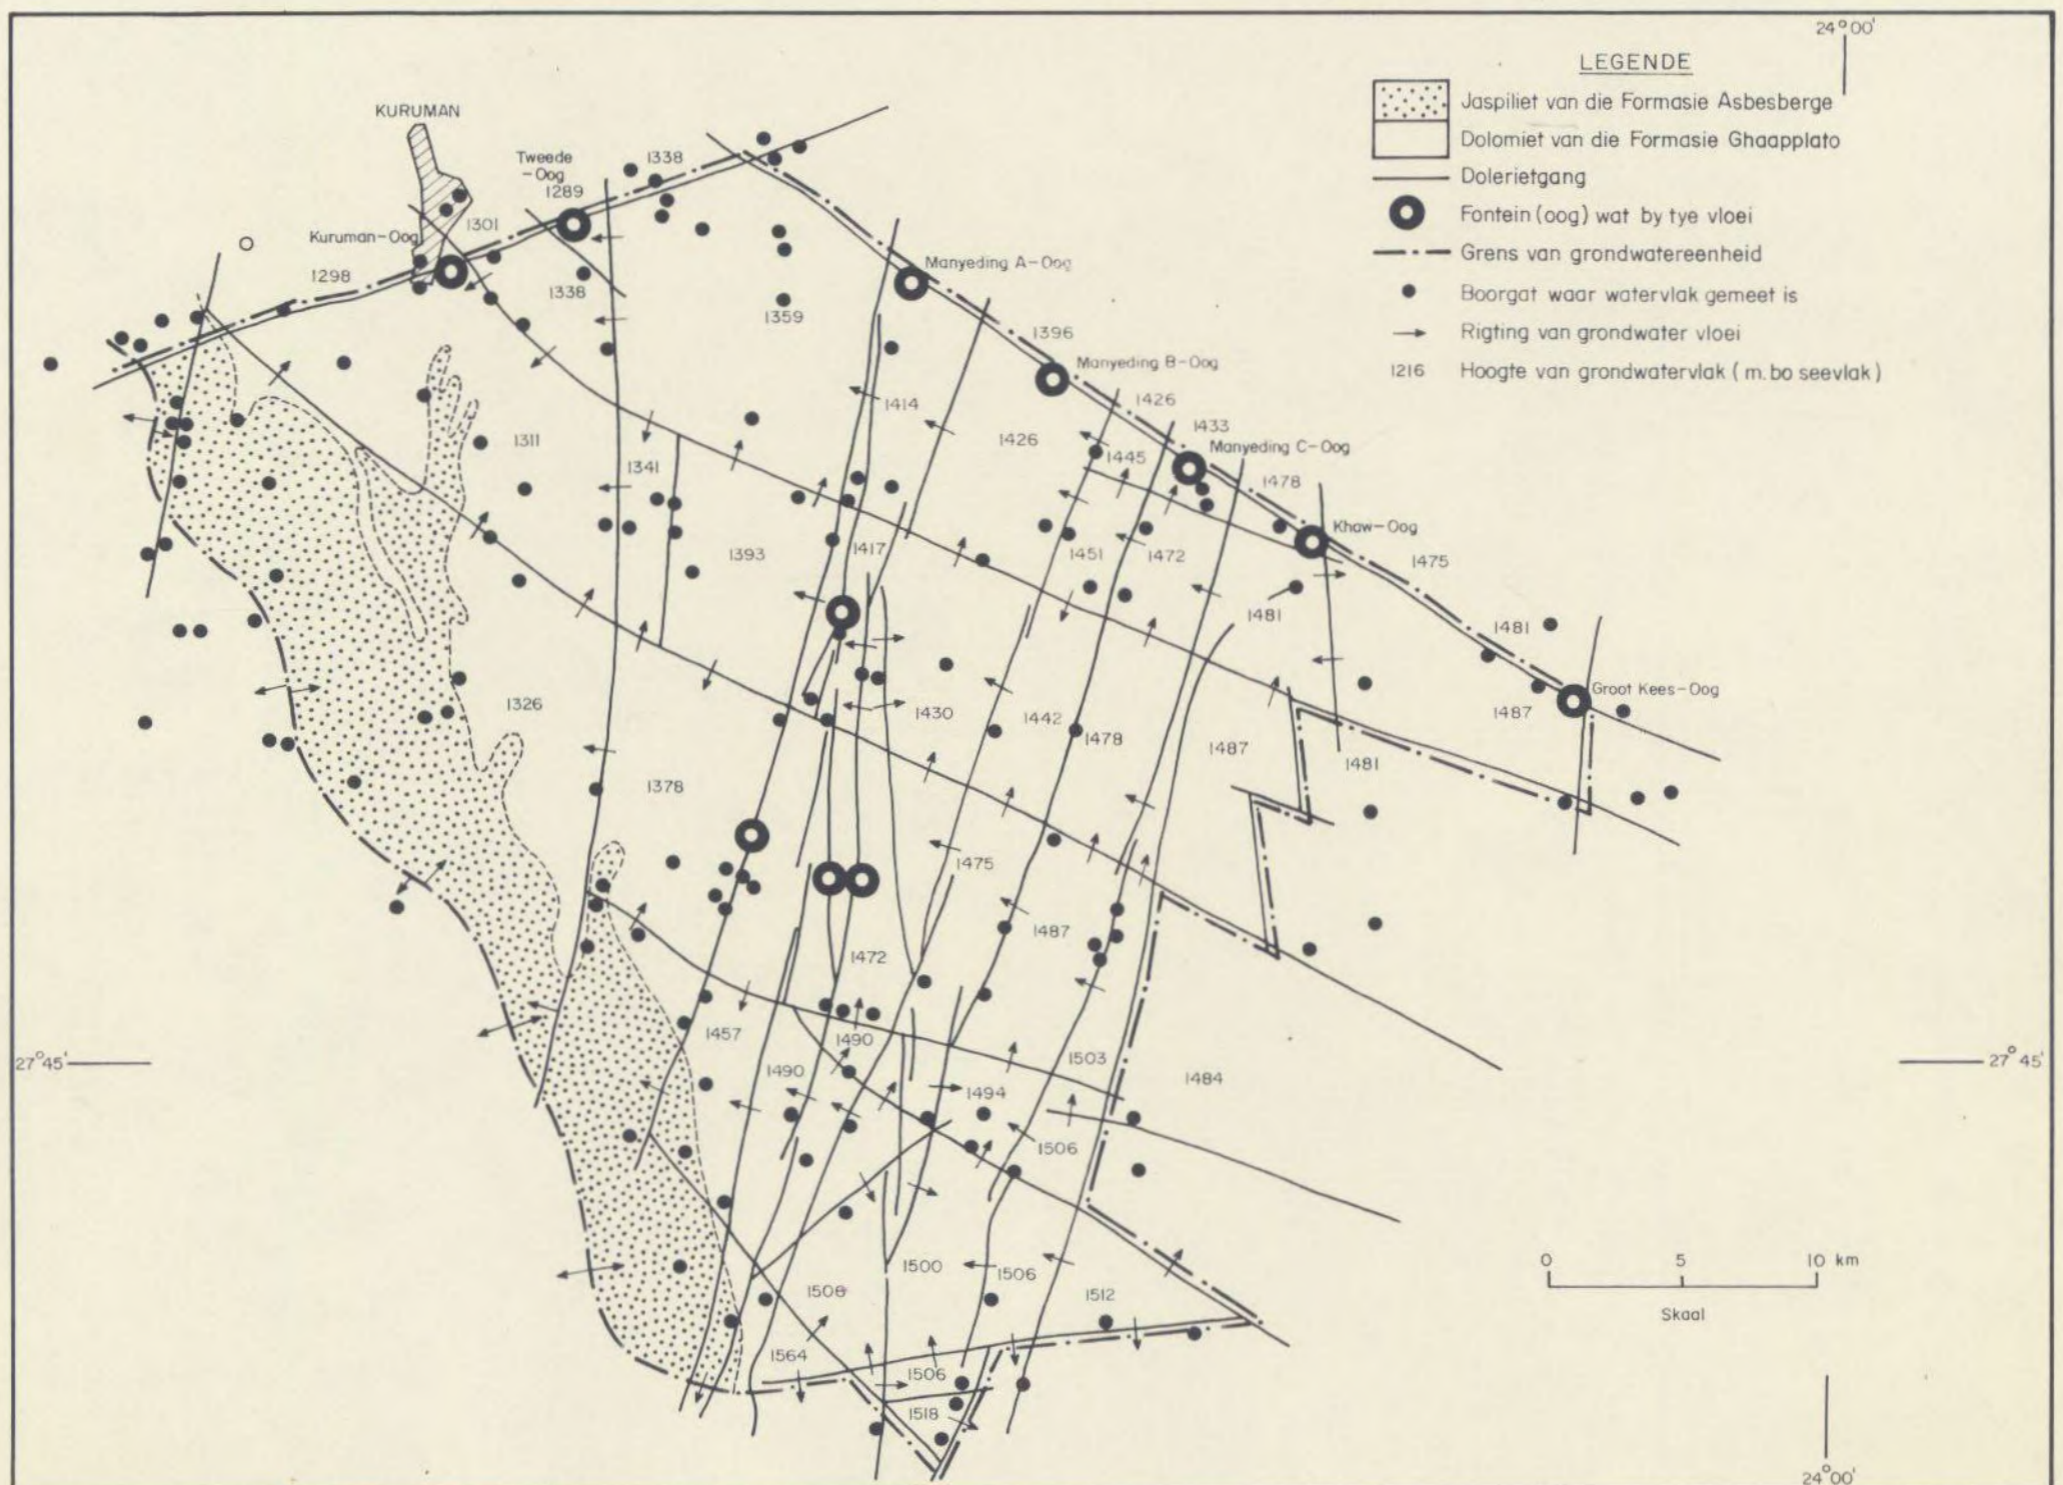 24°00'
LEGENDE
Jaspiliet van die Formasie Asbesberge
Dolomiet van die Formasie Ghaapplato
Dolerietgang
Fontein (oog) wat by tye vloei
Grens van grondwatereenheid
Boorgat waar watervlak gemeet is
Rigting van grondwater vloei
1216 Hoogte van grondwatervlak (m. bo seevlak)
KURUMAN
Tweede
-Oog
1289
1338
1301
Kuruman-Oog
1298
1338
1359
Manyeding A-Oog
1396
Manyeding B-Oog
1414
1426
1426
1433
Manyeding C-Oog
1445
1478
1311
1341
Khaw-Oog
1393
1417
1451
1472
1475
1481
1481
Groot Kees-Oog
1326
1430
1442
1478
1487
1487
1481
1378
1475
1487
1472
1457
1490
1490
1503
1484
1494
27°45'
27°45'
1506
1500
1506
1508
1512
0 5 10 km
Skaal
1564
1506
1518
24°00'